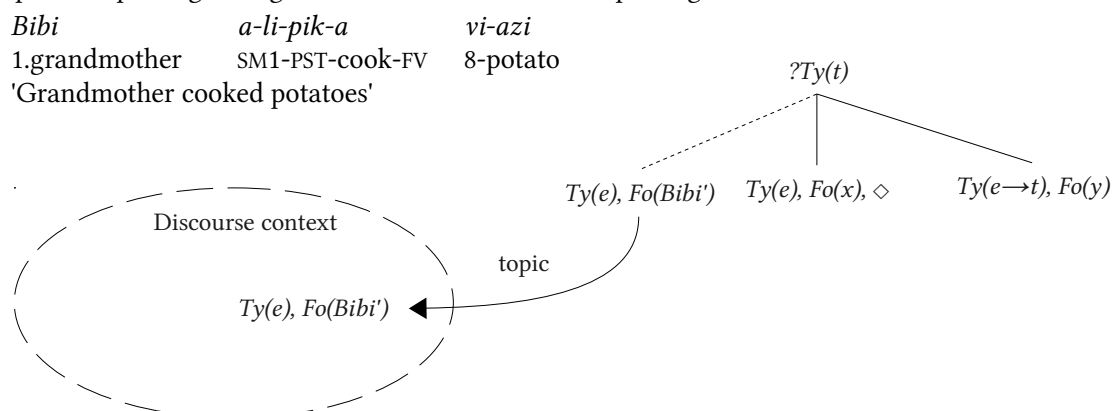 Bibi a-li-pik-a vi-azi
1.grandmother SM1-PST-cook-FV 8-potato
'Grandmother cooked potatoes'
?Ty(t)
Ty(e), Fo(Bibi') Ty(e), Fo(x), ◇ Ty(e→t), Fo(y)
Discourse context
topic
Ty(e), Fo(Bibi')